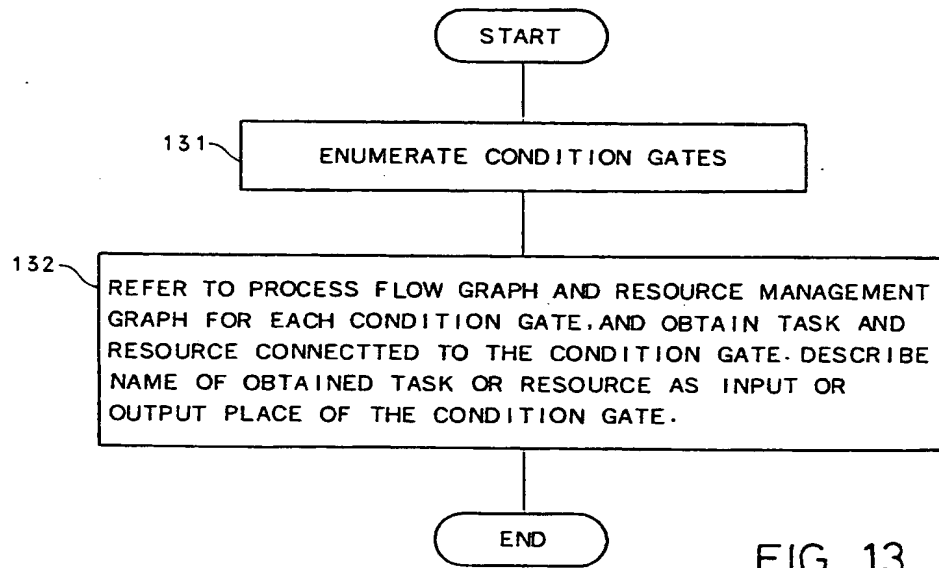 START
131
ENUMERATE CONDITION GATES
132
REFER TO PROCESS FLOW GRAPH AND RESOURCE MANAGEMENT
GRAPH FOR EACH CONDITION GATE, AND OBTAIN TASK AND
RESOURCE CONNECTTED TO THE CONDITION GATE. DESCRIBE
NAME OF OBTAINED TASK OR RESOURCE AS INPUT OR
OUTPUT PLACE OF THE CONDITION GATE.
END
FIG. 13